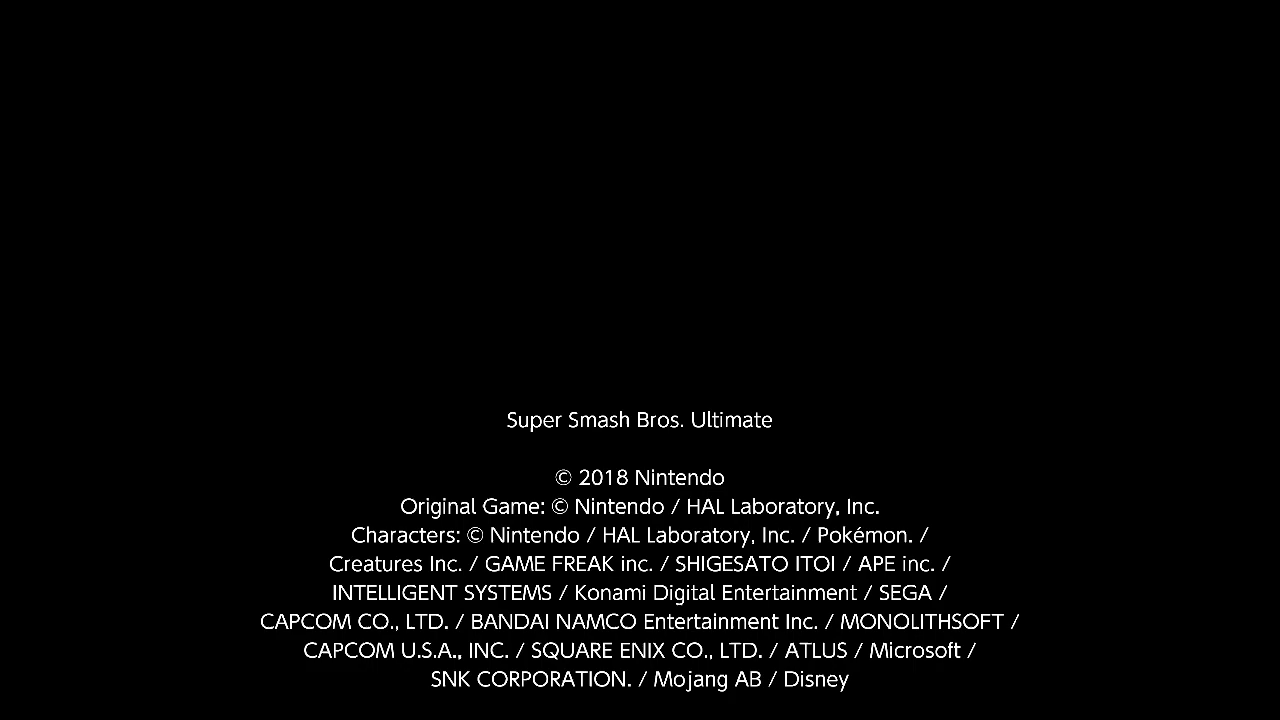 Super Smash Bros. Ultimate
© 2018 Nintendo
Original Game: © Nintendo / HAL Laboratory, Inc.
Characters: © Nintendo / HAL Laboratory, Inc. / Pokémon. /
Creatures Inc. / GAME FREAK inc. / SHIGESATO ITOI / APE inc. /
INTELLIGENT SYSTEMS / Konami Digital Entertainment / SEGA /
CAPCOM CO., LTD. / BANDAI NAMCO Entertainment Inc. / MONOLITHSOFT /
CAPCOM U.S.A., INC. / SQUARE ENIX CO., LTD. / ATLUS / Microsoft /
SNK CORPORATION. / Mojang AB / Disney